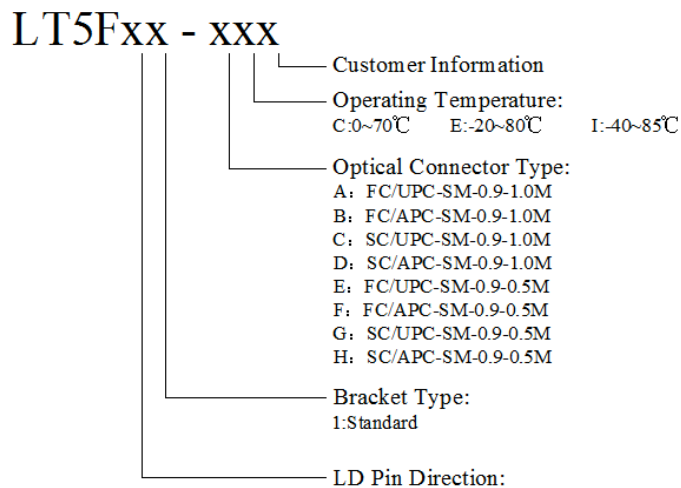 LT5Fxx - xxx
Customer Information
Operating Temperature:
C:0~70℃ E:-20~80℃ I:-40~85℃
Optical Connector Type:
A：FC/UPC-SM-0.9-1.0M
B：FC/APC-SM-0.9-1.0M
C：SC/UPC-SM-0.9-1.0M
D：SC/APC-SM-0.9-1.0M
E：FC/UPC-SM-0.9-0.5M
F：FC/APC-SM-0.9-0.5M
G：SC/UPC-SM-0.9-0.5M
H：SC/APC-SM-0.9-0.5M
Bracket Type:
1:Standard
LD Pin Direction: